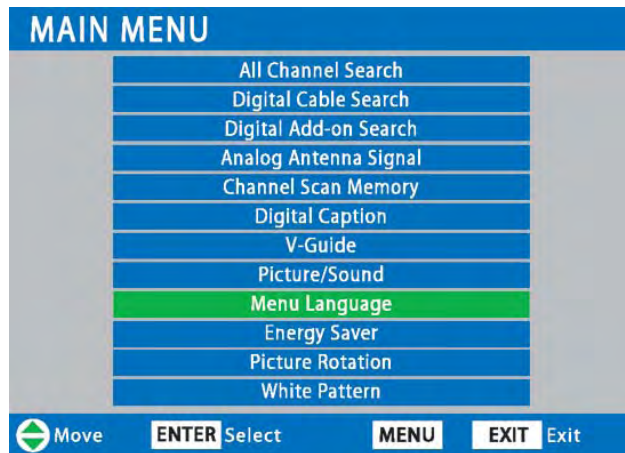 MAIN MENU
All Channel Search
Digital Cable Search
Digital Add-on Search
Analog Antenna Signal
Channel Scan Memory
Digital Caption
V-Guide
Picture/Sound
Menu Language
Energy Saver
Picture Rotation
White Pattern
Move ENTER Select MENU EXIT Exit